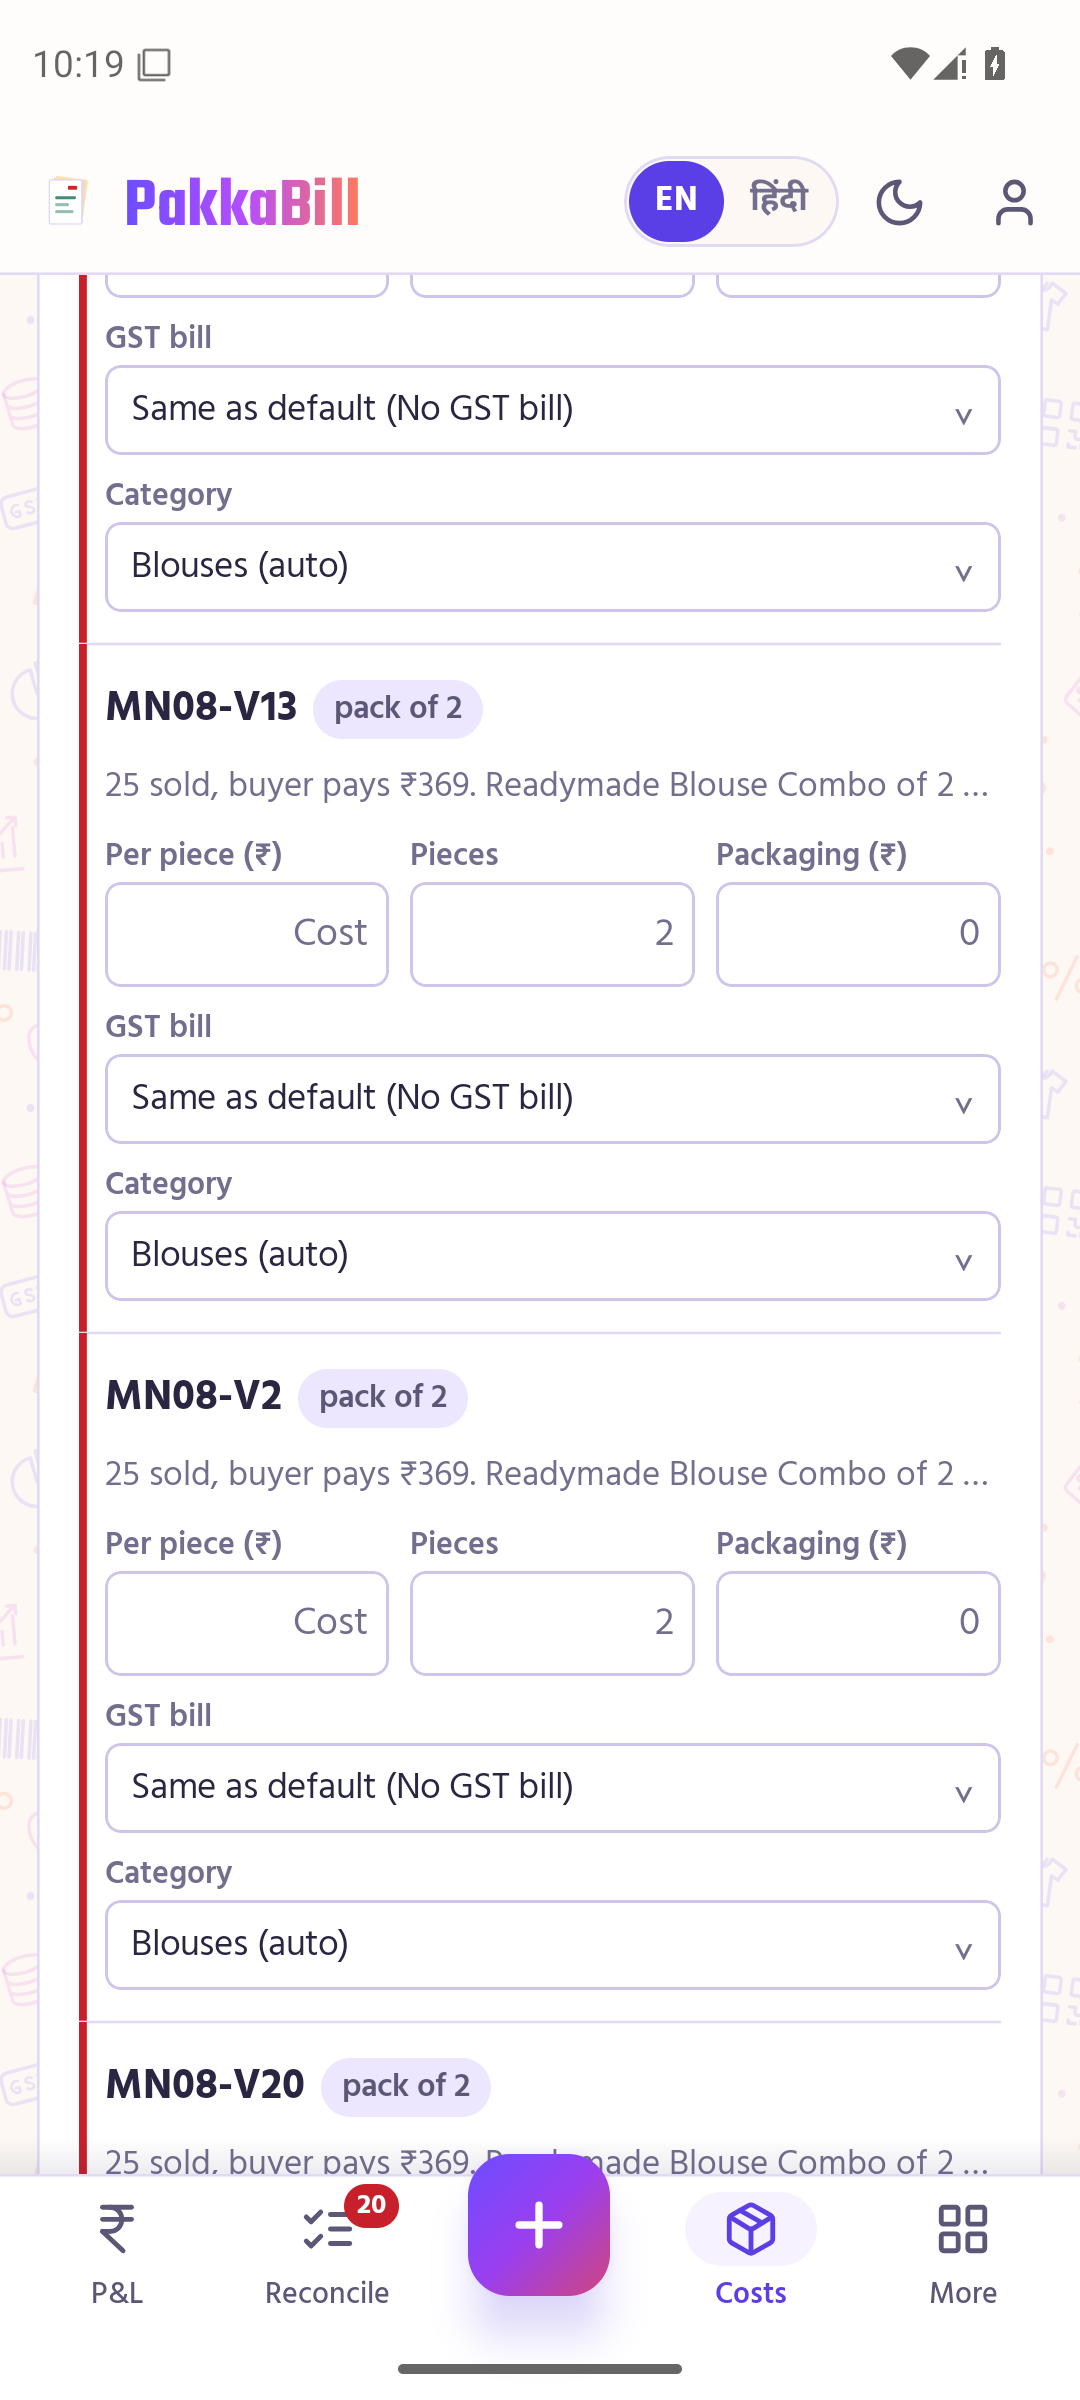 10:19
PakkaBill EN हिंदी
GST bill
Same as default (No GST bill)
Category
Blouses (auto)
MN08-V13 pack of 2
25 sold, buyer pays ₹369. Readymade Blouse Combo of 2 ...
Per piece (₹) Pieces Packaging (₹)
Cost 2 0
GST bill
Same as default (No GST bill)
Category
Blouses (auto)
MN08-V2 pack of 2
25 sold, buyer pays ₹369. Readymade Blouse Combo of 2 ...
Per piece (₹) Pieces Packaging (₹)
Cost 2 0
GST bill
Same as default (No GST bill)
Category
Blouses (auto)
MN08-V20 pack of 2
25 sold, buyer pays ₹369. Blouse Combo of 2 ...
20
P&L Reconcile Costs More